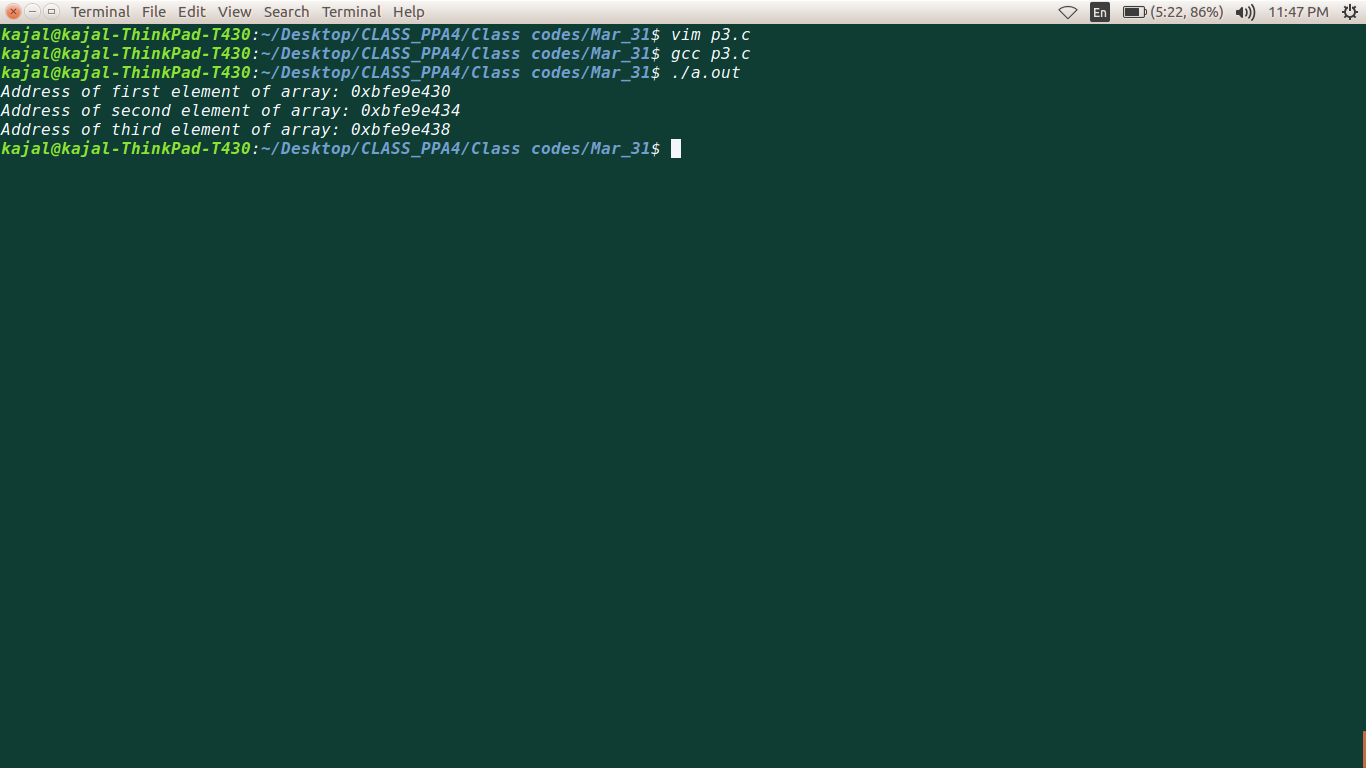 Terminal File Edit View Search Terminal Help En (5:22, 86%) 11:47 PM
kajal@kajal-ThinkPad-T430:~/Desktop/CLASS_PPA4/Class codes/Mar_31$ vim p3.c
kajal@kajal-ThinkPad-T430:~/Desktop/CLASS_PPA4/Class codes/Mar_31$ gcc p3.c
kajal@kajal-ThinkPad-T430:~/Desktop/CLASS_PPA4/Class codes/Mar_31$ ./a.out
Address of first element of array: 0xbfe9e430
Address of second element of array: 0xbfe9e434
Address of third element of array: 0xbfe9e438
kajal@kajal-ThinkPad-T430:~/Desktop/CLASS_PPA4/Class codes/Mar_31$